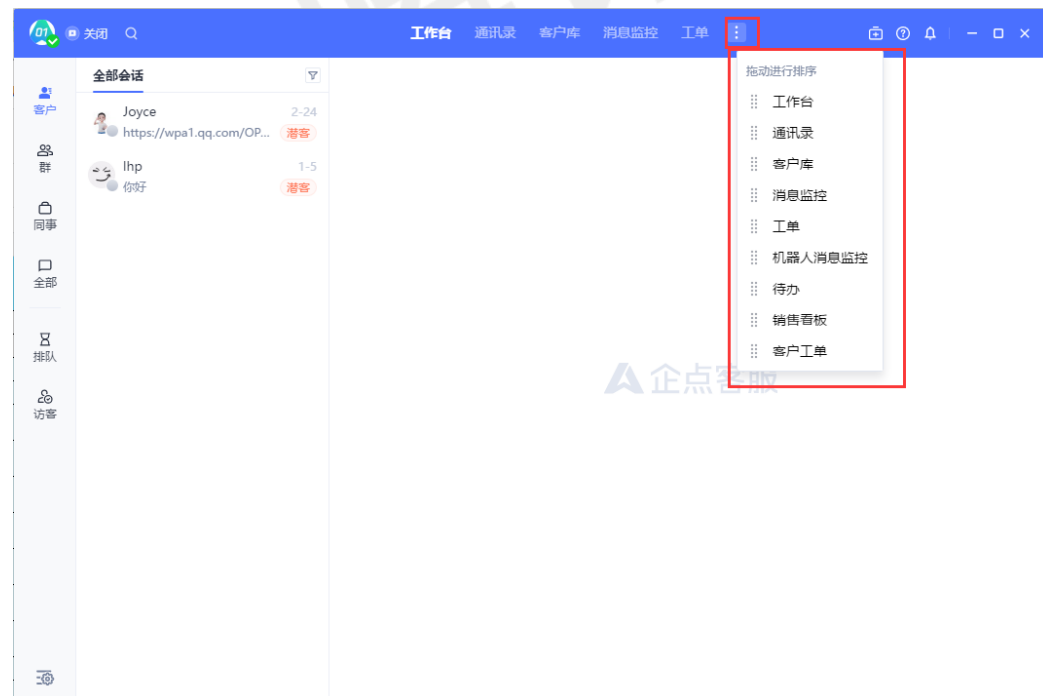 01 关闭 工作台 通讯录 客户库 消息监控 工单
客户
群
同事
全部
排队
访客
全部会话
Joyce 2-24
https://wpa1.qq.com/OP... 潜客
lhp 1-5
你好 潜客
拖动进行排序
工作台
通讯录
客户库
消息监控
工单
机器人消息监控
待办
销售看板
客户工单
企点客服